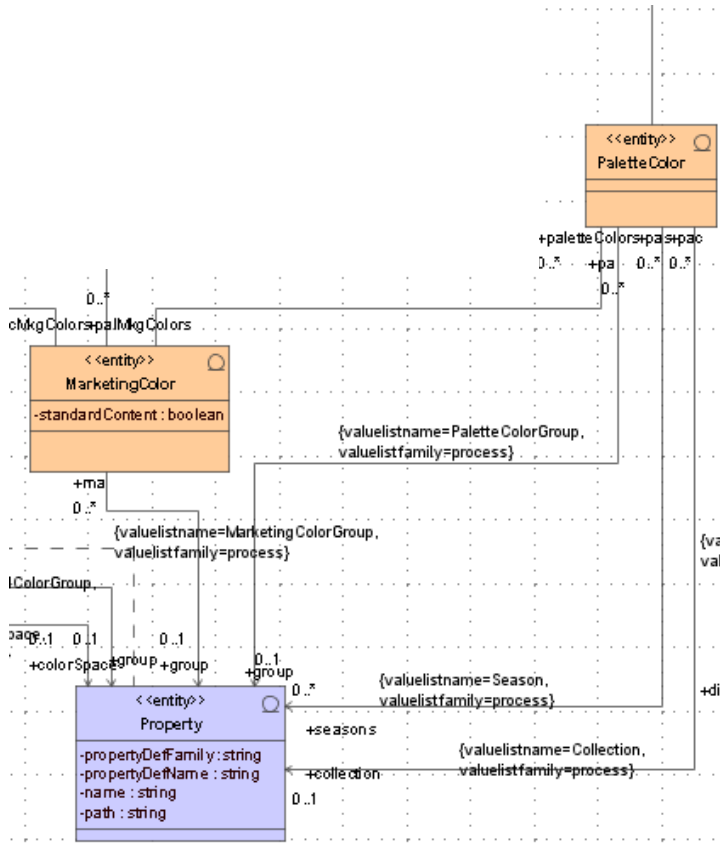 <<entity>>
PaletteColor
+paletteColors+pas+pac
0..* +pa 0..* 0..*
0..*
0..*
cMkgColors+palMkgColors
<<entity>>
MarketingColor
-standardContent : boolean
{valuelistname=PaletteColorGroup,
valuelistfamily=process}
+ma
0..*
{valuelistname=MarketingColorGroup,
valuelistfamily=process}
{va
val
lColorGroup,
pace,
0..1 0..1 0..1
+colorSpace +group +group
0..1
+group
<<entity>>
Property
0..*
{valuelistname=Season,
valuelistfamily=process}
+di
+seasons
-propertyDefFamily : string
-propertyDefName : string
-name : string
-path : string
{valuelistname=Collection,
valuelistfamily=process}
+collection
0..1